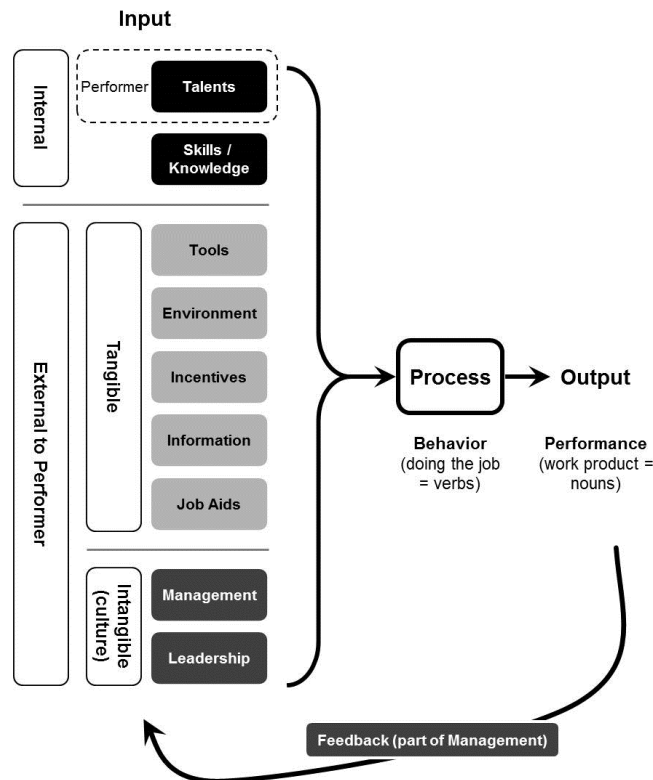 Input
Internal
Performer
Talents
Skills /
Knowledge
External to Performer
Tangible
Tools
Environment
Incentives
Information
Job Aids
Intangible
(culture)
Management
Leadership
Process
Output
Behavior
(doing the job
= verbs)
Performance
(work product =
nouns)
Feedback (part of Management)